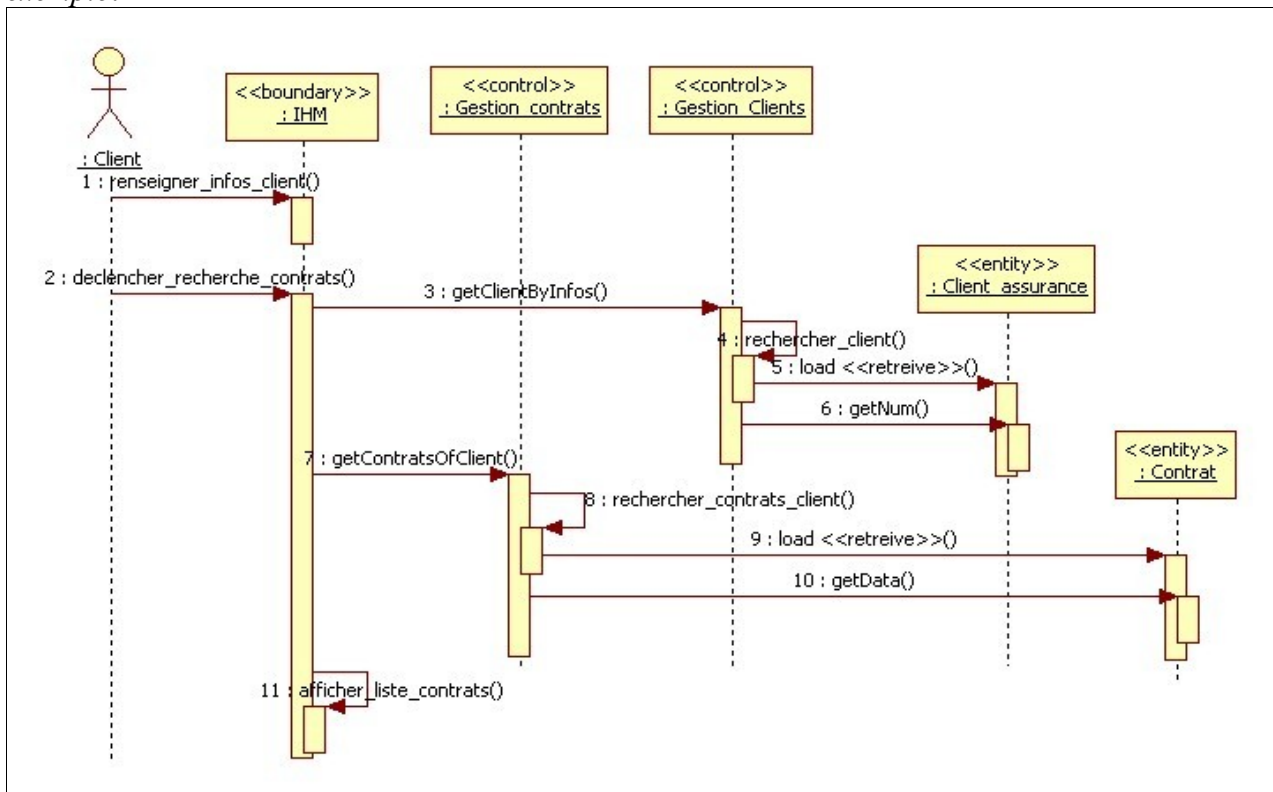 <<boundary>>
: IHM
<<control>>
: Gestion_contrats
<<control>>
: Gestion_Clients
: Client
1 : renseigner_infos_client()
2 : declencher_recherche_contrats()
3 : getClientByInfos()
<<entity>>
: Client_assurance
4 : rechercher_client()
5 : load <<retreive>>()
6 : getNum()
<<entity>>
: Contrat
7 : getContratsOfClient()
8 : rechercher_contrats_client()
9 : load <<retreive>>()
10 : getData()
11 : afficher_liste_contrats()